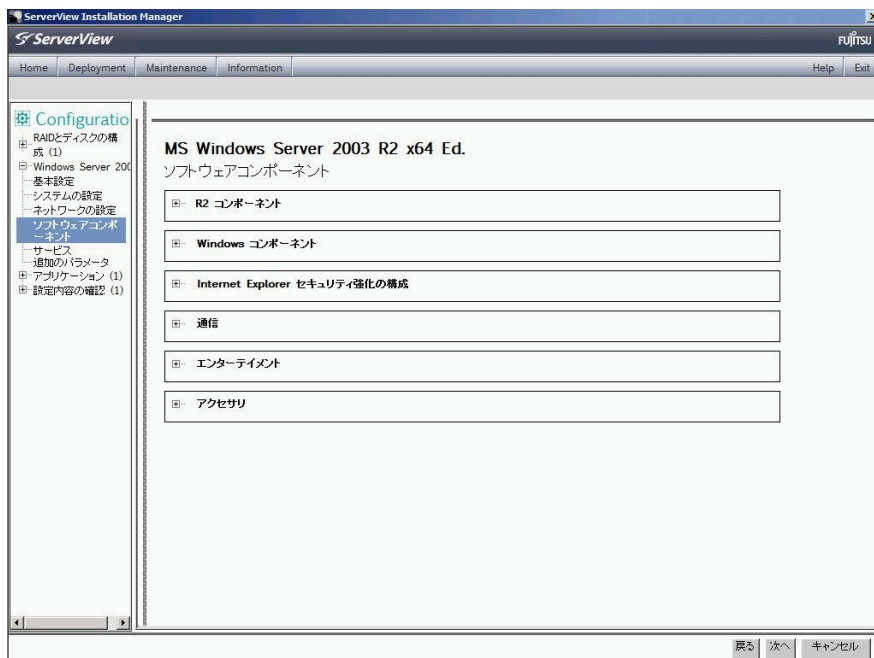 ServerView Installation Manager
ServerView
FUJITSU
Home Deployment Maintenance Information Help Exit
Configuratio
RAIDとディスクの構
成 (1)
Windows Server 200
基本設定
システムの設定
ネットワークの設定
ソフトウェアコンポ
ーネント
サービス
追加のパラメータ
アプリケーション (1)
設定内容の確認 (1)
MS Windows Server 2003 R2 x64 Ed.
ソフトウェアコンポーネント
R2 コンポーネント
Windows コンポーネント
Internet Explorer セキュリティ強化の構成
通信
エンターテイメント
アクセサリ
戻る 次へ キャンセル